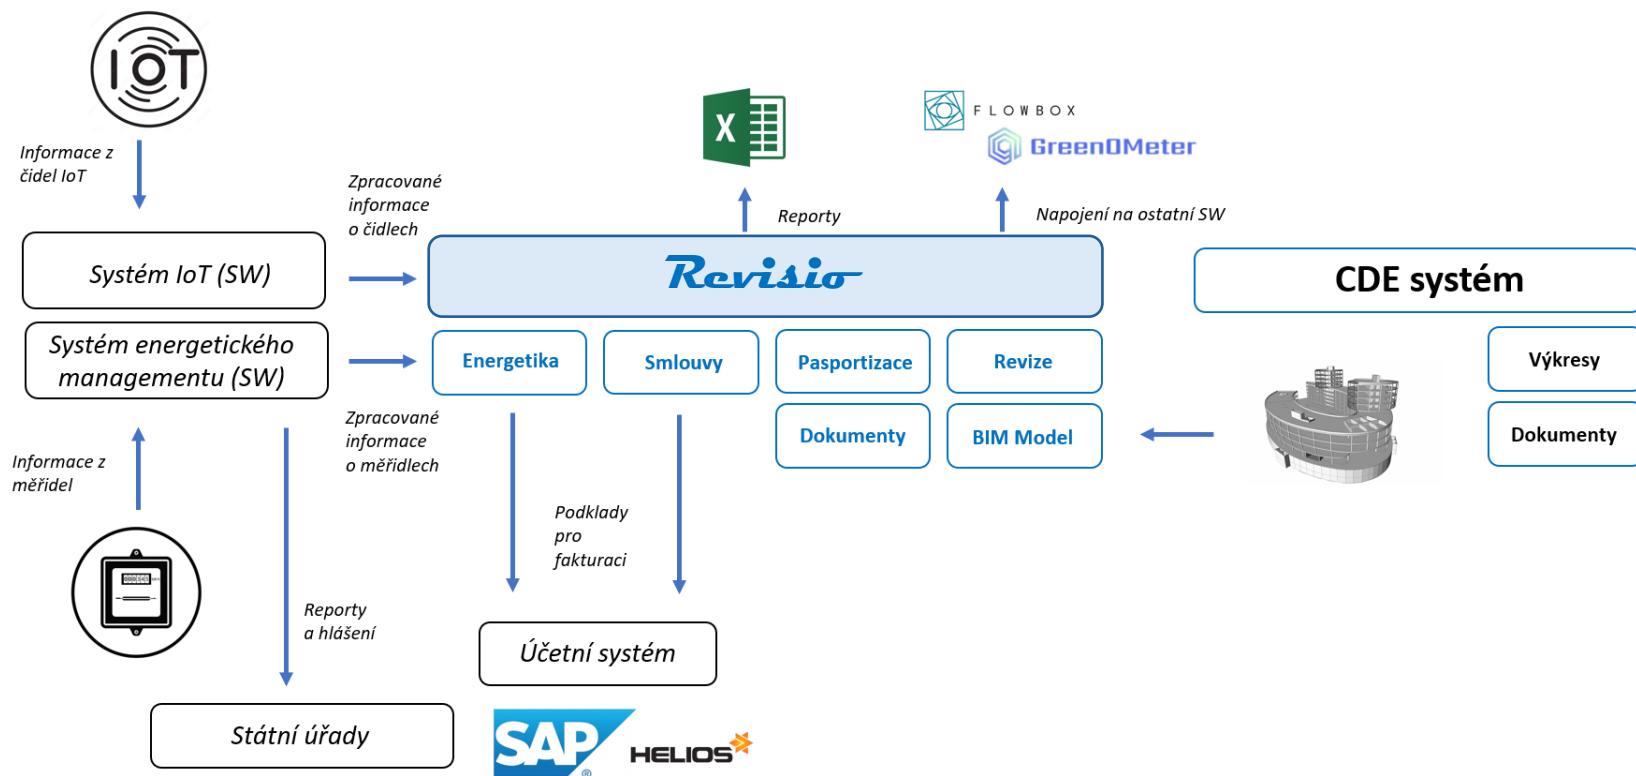 IoT
Informace z
čidel IoT
Zpracované
informace
o čidlech
X
Reporty
FLOWBOX
Green0Meter
Napojení na ostatní SW
Systém IoT (SW)
Revisio
CDE systém
Systém energetického
managementu (SW)
Energetika
Smlouvy
Pasportizace
Revize
Výkresy
Dokumenty
BIM Model
Dokumenty
Zpracované
informace
o měřidlech
Informace z
měřidel
Podklady
pro
fakturaci
Reporty
a hlášení
Účetní systém
Státní úřady
SAP
®
HELIOS